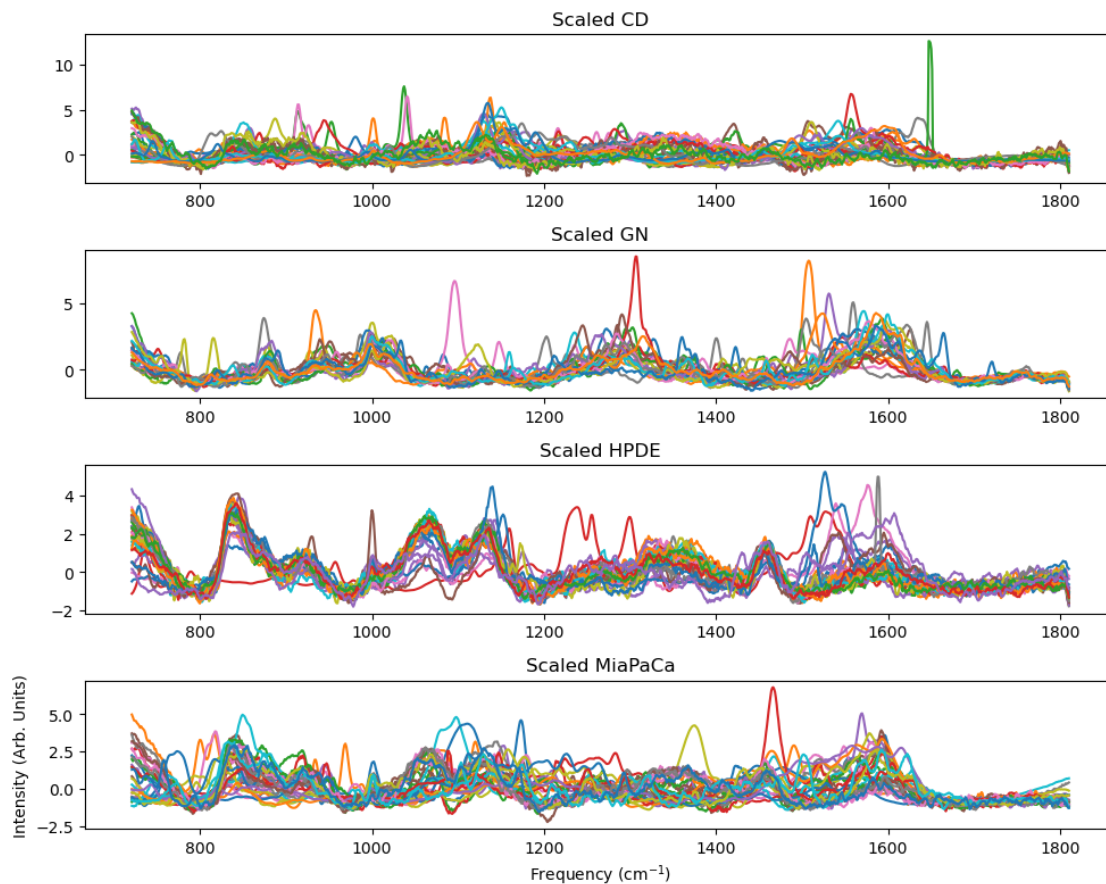 Scaled CD
10
5
0
800 1000 1200 1400 1600 1800
Scaled GN
5
0
800 1000 1200 1400 1600 1800
Scaled HPDE
4
2
0
−2
800 1000 1200 1400 1600 1800
Scaled MiaPaCa
5.0
2.5
0.0
−2.5
800 1000 1200 1400 1600 1800
Intensity (Arb. Units)
Frequency (cm⁻¹)